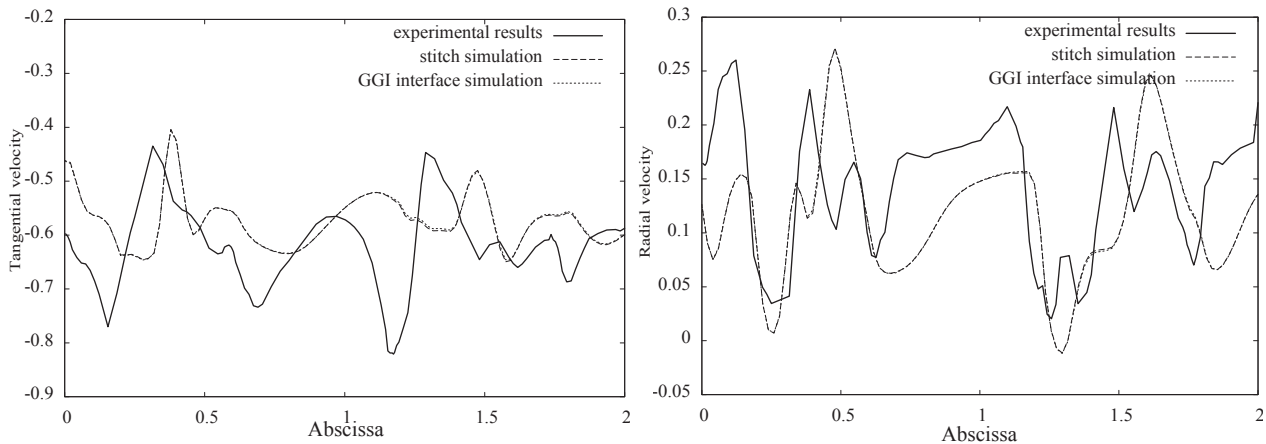 -0.2
-0.3
-0.4
-0.5
-0.6
-0.7
-0.8
-0.9
Tangential velocity
experimental results
stitch simulation
GGI interface simulation
0 0.5 1. 1.5 2
Abscissa
0.3
0.25
0.2
0.15
0.1
0.05
0
-0.05
Radial velocity
experimental results
stitch simulation
GGI interface simulation
0 0.5 1 1.5 2
Abscissa